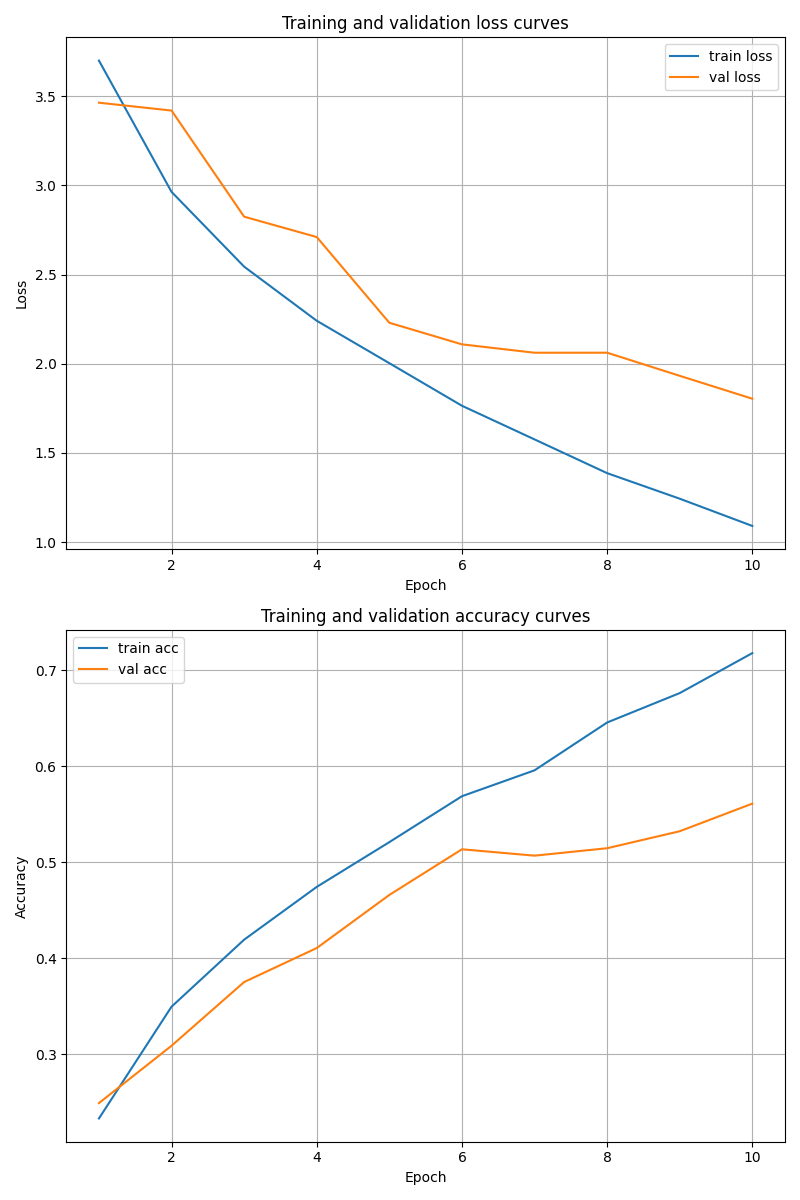 Training and validation loss curves
train loss
val loss
3.5
3.0
2.5
2.0
1.5
1.0
Loss
2 4 6 8 10
Epoch
Training and validation accuracy curves
train acc
val acc
0.7
0.6
0.5
0.4
0.3
Accuracy
2 4 6 8 10
Epoch